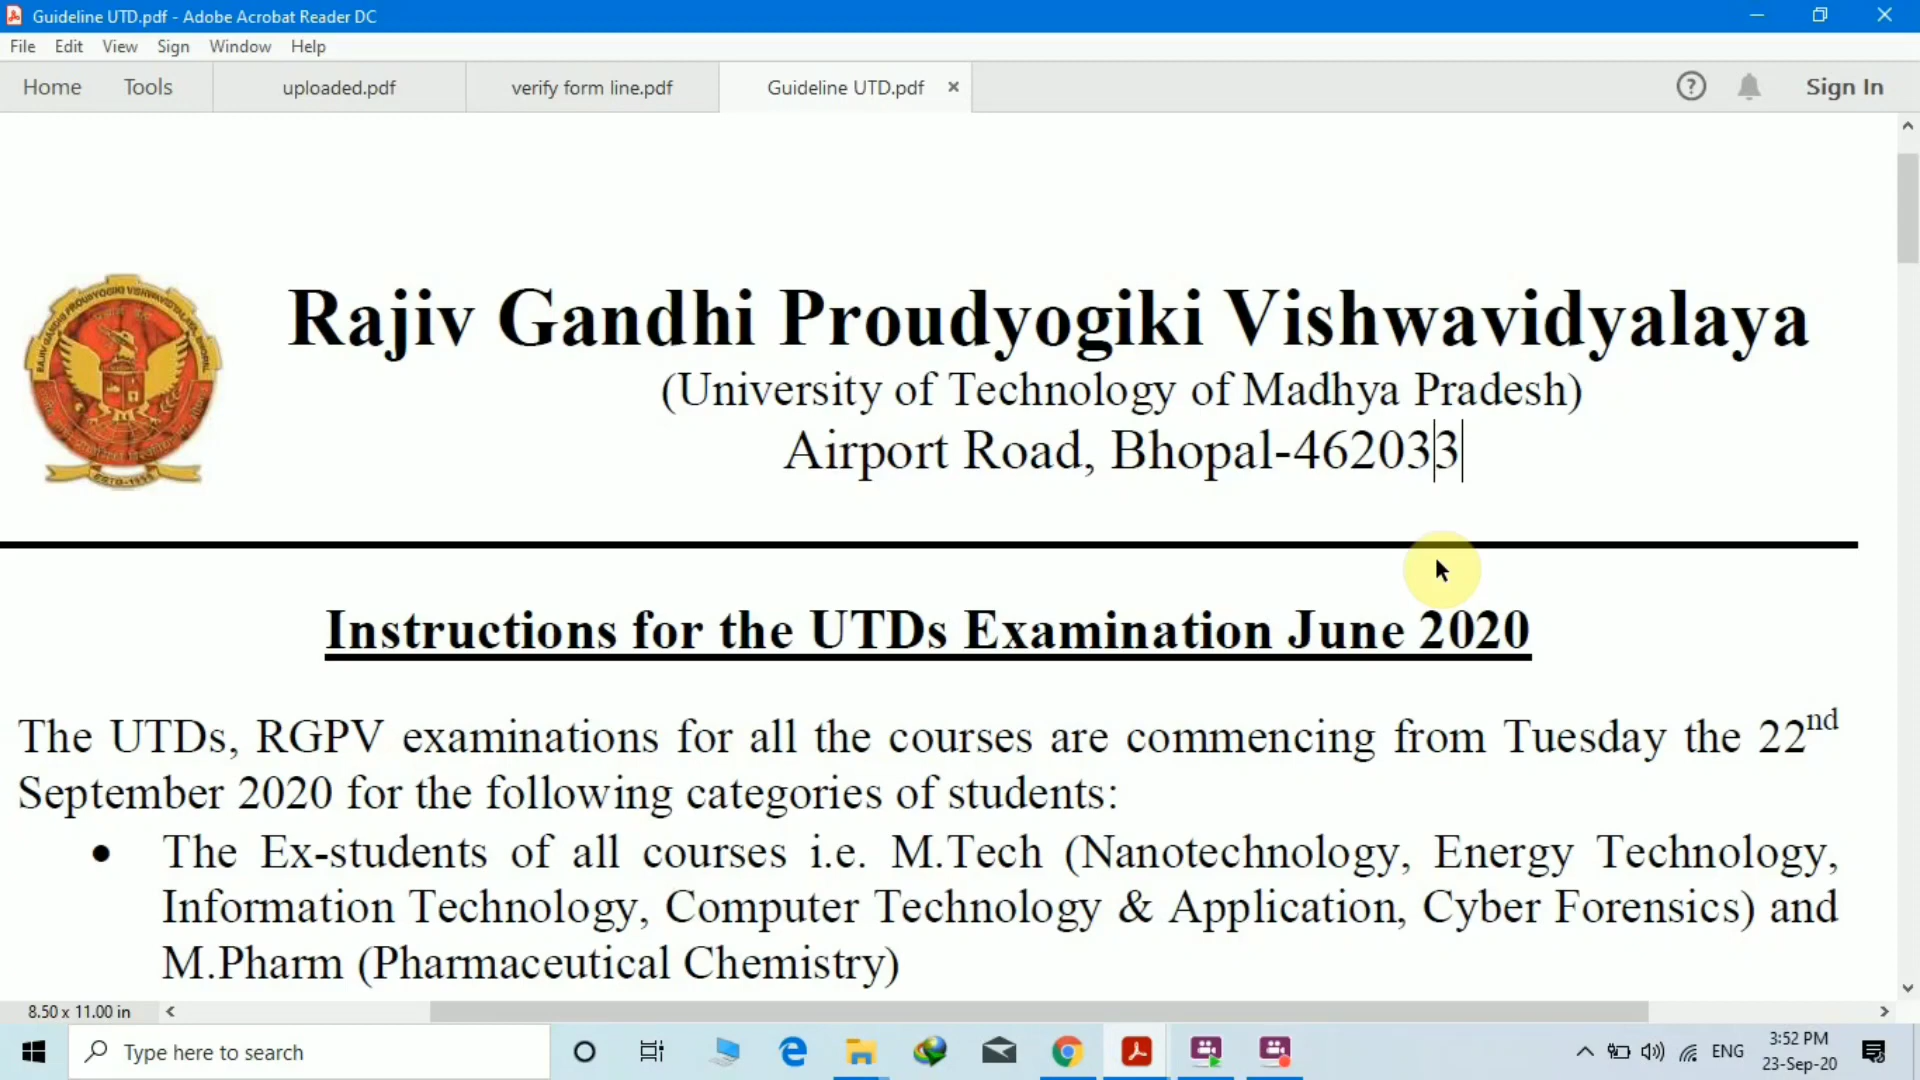 Guideline UTD.pdf - Adobe Acrobat Reader DC
File Edit View Sign Window Help
Home Tools uploaded.pdf verify form line.pdf Guideline UTD.pdf × ? Sign In
Rajiv Gandhi Proudyogiki Vishwavidyalaya
(University of Technology of Madhya Pradesh)
Airport Road, Bhopal-462033
Instructions for the UTDs Examination June 2020
The UTDs, RGPV examinations for all the courses are commencing from Tuesday the 22nd
September 2020 for the following categories of students:
• The Ex-students of all courses i.e. M.Tech (Nanotechnology, Energy Technology,
Information Technology, Computer Technology & Application, Cyber Forensics) and
M.Pharm (Pharmaceutical Chemistry)
8.50 x 11.00 in
Type here to search
ENG
3:52 PM
23-Sep-20